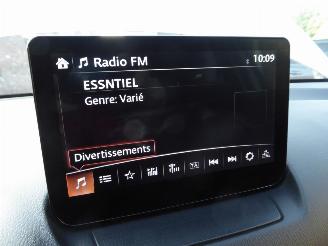 Radio FM
10:09
ESSNTIEL
Genre: Varié
Divertissements